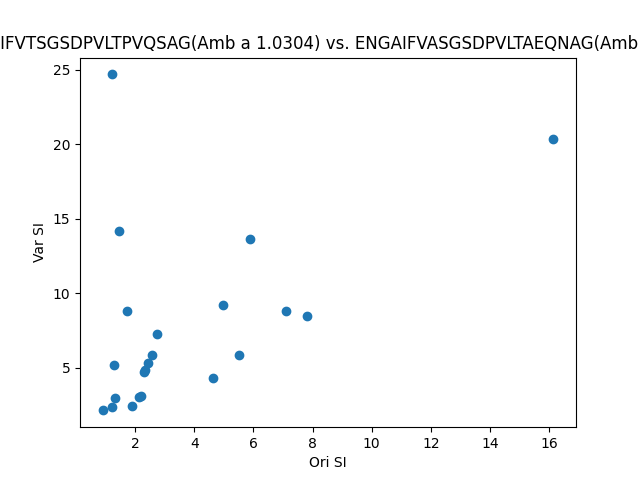 IFVTSGSDPVLTPVQSAG(Amb a 1.0304) vs. ENGAIFVASGSDPVLTAEQNAG(Amb
25
20
15
10
5
Var SI
2 4 6 8 10 12 14 16
Ori SI